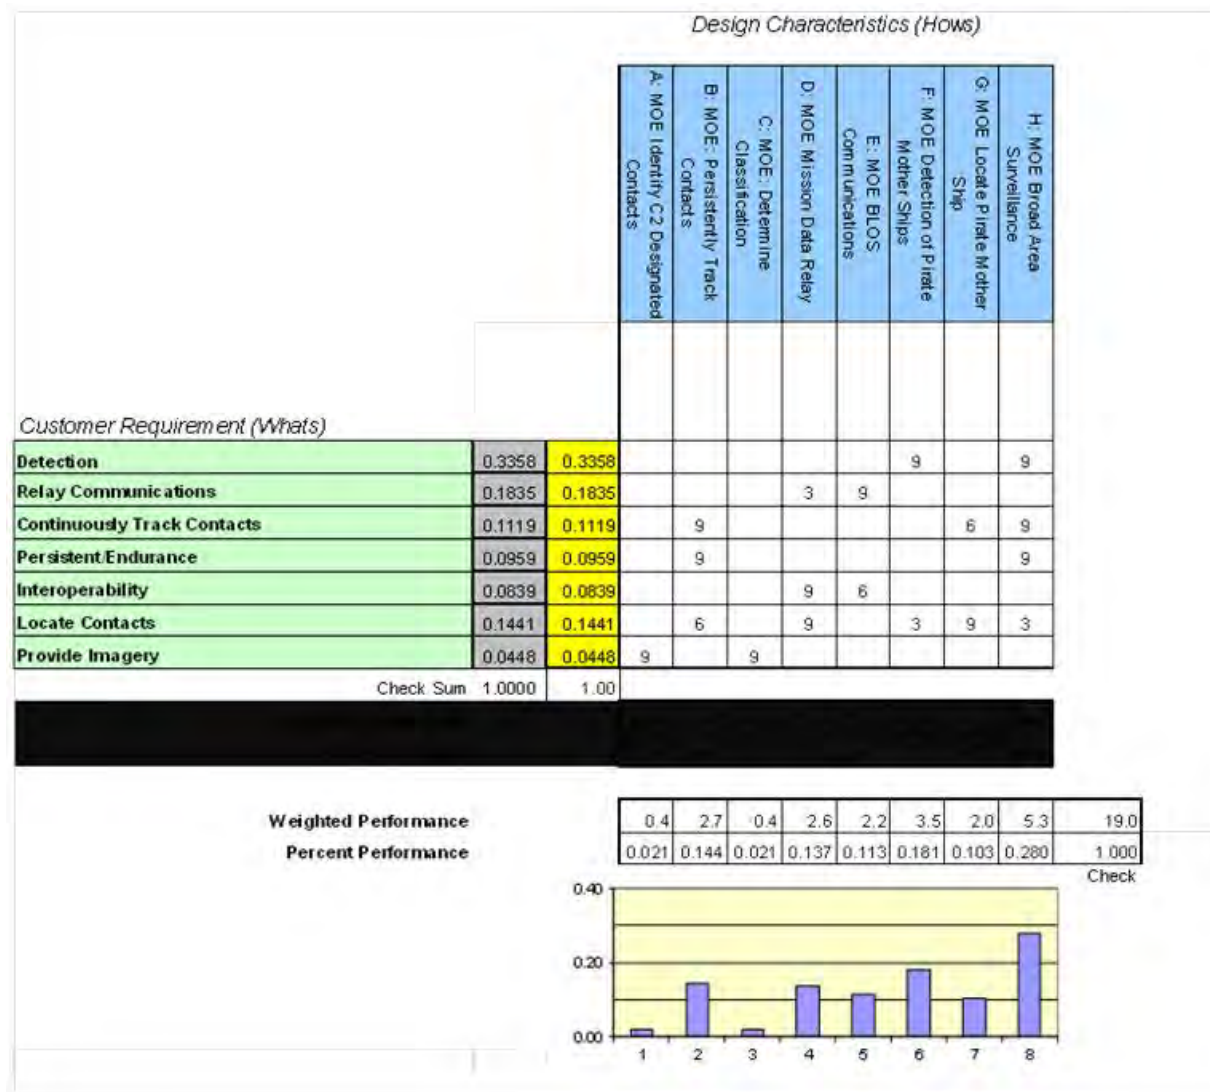 Design Characteristics (Hows)
A: MOE Identity C2 Designated
Contacts
B: MOE: Persistently Track
Contacts
C: MOE: Determine
Classification
D: MOE Mission Data Relay
E: MOE BLOS
Communications
F: MOE Detection of Pirate
Mother Ships
G: MOE Locate Pirate Mother
Ship
H: MOE Broad Area
Surveillance
Customer Requirement (Whats)
Detection 0.3358 0.3358 9 9
Relay Communications 0.1835 0.1835 3 9
Continuously Track Contacts 0.1119 0.1119 9 6 9
Persistent/Endurance 0.0959 0.0959 9 9
Interoperability 0.0839 0.0839 9 6
Locate Contacts 0.1441 0.1441 6 9 3 9 3
Provide Imagery 0.0448 0.0448 9 9
Check Sum 1.0000 1.00
Weighted Performance 0.4 2.7 0.4 2.6 2.2 3.5 2.0 5.3 19.0
Percent Performance 0.021 0.144 0.021 0.137 0.113 0.181 0.103 0.280 1.000
Check
0.40
0.20
0.00
1 2 3 4 5 6 7 8